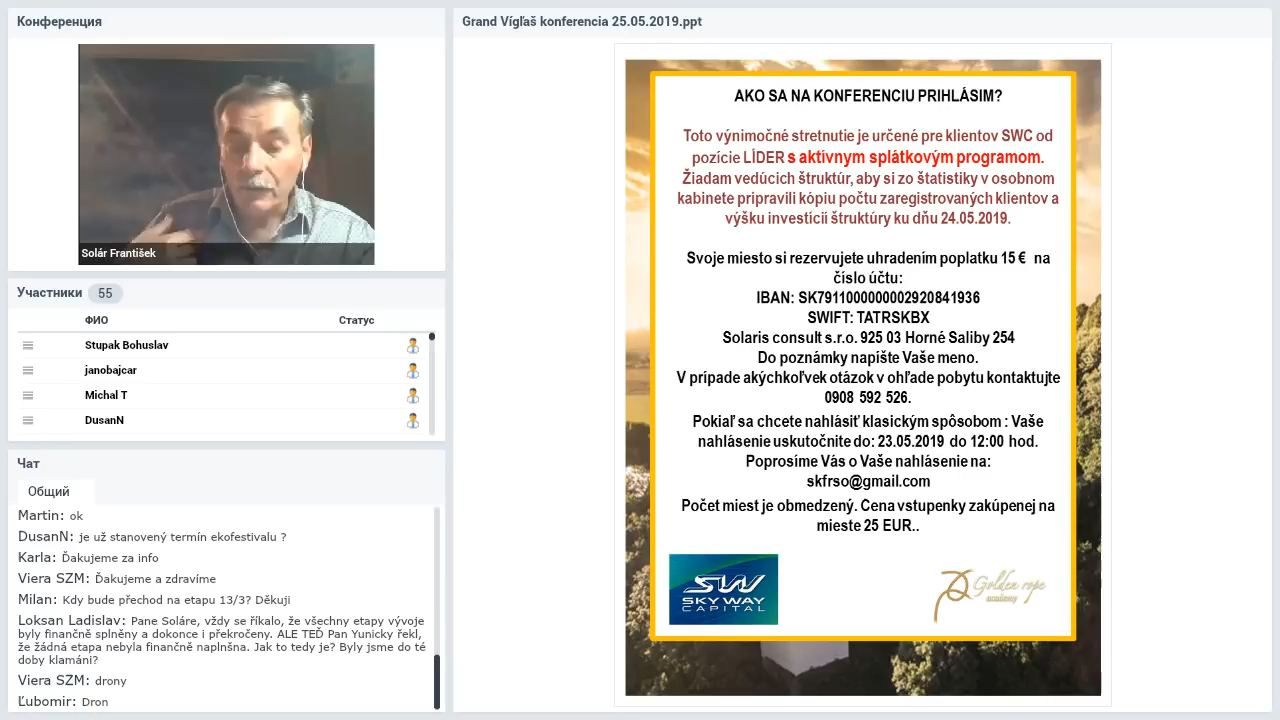 Конференция
Solár František
Участники 55
ФИО Статус
Stupak Bohuslav
janobajcar
Michal T
DusanN
Чат
Общий
Martin: ok
DusanN: je už stanovený termín ekofestivalu ?
Karla: Ďakujeme za info
Viera SZM: Ďakujeme a zdravíme
Milan: Kdy bude přechod na etapu 13/3? Děkuji
Loksan Ladislav: Pane Soláre, vždy se říkalo, že všechny etapy vývoje
byly finančně splněny a dokonce i překročeny. ALE TEĎ Pan Yunicky řekl,
že žádná etapa nebyla finančně naplnšna. Jak to tedy je? Byly jsme do té
doby klamáni?
Viera SZM: drony
Ľubomir: Dron
Grand Vígľaš konferencia 25.05.2019.ppt
AKO SA NA KONFERENCIU PRIHLÁSIM?
Toto výnimočné stretnutie je určené pre klientov SWC od
pozície LÍDER s aktívnym splátkovým programom.
Žiadam vedúcich štruktúr, aby si zo štatistiky v osobnom
kabinete pripravili kópiu počtu zaregistrovaných klientov a
výšku investícií štruktúry ku dňu 24.05.2019.
Svoje miesto si rezervujete uhradením poplatku 15 € na
číslo účtu:
IBAN: SK7911000000002920841936
SWIFT: TATRSKBX
Solaris consult s.r.o. 925 03 Horné Saliby 254
Do poznámky napíšte Vaše meno.
V prípade akýchkoľvek otázok v ohľade pobytu kontaktujte
0908 592 526.
Pokiaľ sa chcete nahlásiť klasickým spôsobom : Vaše
nahlásenie uskutočnite do: 23.05.2019 do 12:00 hod.
Poprosíme Vás o Vaše nahlásenie na:
skfrso@gmail.com
Počet miest je obmedzený. Cena vstupenky zakúpenej na
mieste 25 EUR..
SW
SKY WAY
CAPITAL
Golden rope
academy